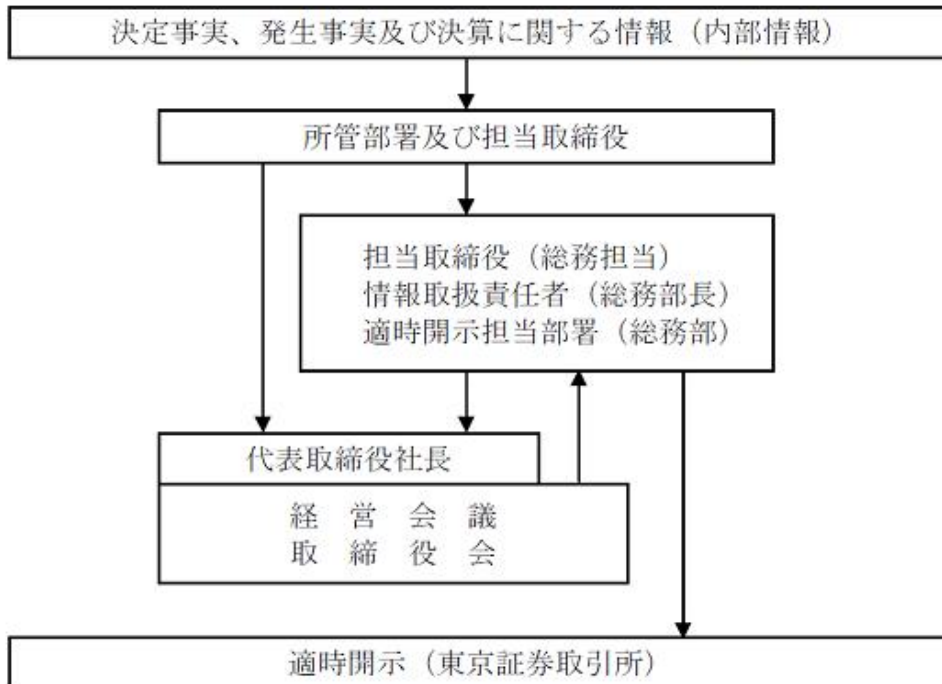 決定事実、発生事実及び決算に関する情報（内部情報）
所管部署及び担当取締役
担当取締役（総務担当）
情報取扱責任者（総務部長）
適時開示担当部署（総務部）
代表取締役社長
経　営　会　議
取　締　役　会
適時開示（東京証券取引所）